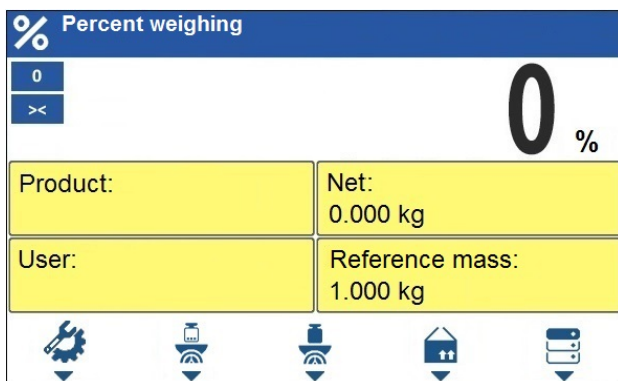 % Percent weighing
0
><
0 %
Product:
Net:
0.000 kg
User:
Reference mass:
1.000 kg